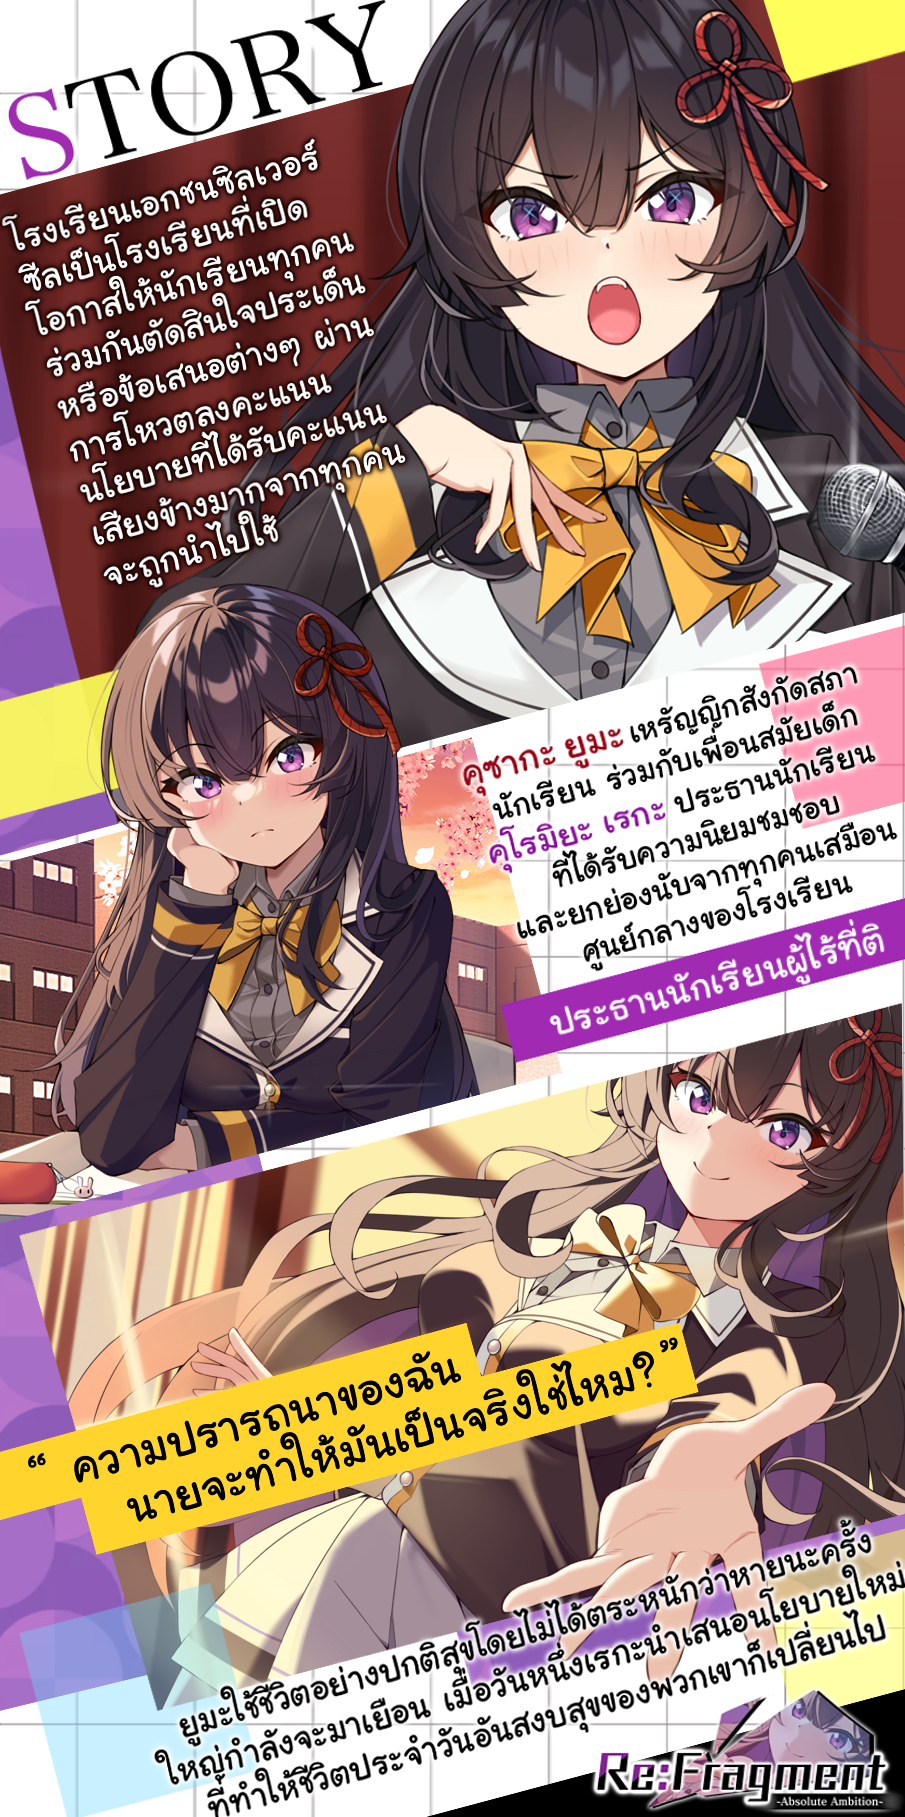 STORY
โรงเรียนเอกชนซิลเวอร์
ซีลเป็นโรงเรียนที่เปิด
โอกาสให้นักเรียนทุกคน
ร่วมกันตัดสินใจประเด็น
หรือข้อเสนอต่างๆ ผ่าน
การโหวตลงคะแนน
นโยบายที่ได้รับคะแนน
เสียงข้างมากจากทุกคน
จะถูกนำไปใช้
คุซากะ ยูมะ เหรัญญิกสังกัดสภา
นักเรียน ร่วมกับเพื่อนสมัยเด็ก
คุโรมิยะ เรกะ ประธานนักเรียน
ที่ได้รับความนิยมชมชอบ
และยกย่องนับจากทุกคนเสมือน
ศูนย์กลางของโรงเรียน
ประธานนักเรียนผู้ไร้ที่ติ
“ ความปรารถนาของฉัน
นายจะทำให้มันเป็นจริงใช่ไหม?”
ยูมะใช้ชีวิตอย่างปกติสุขโดยไม่ได้ตระหนักว่าหายนะครั้ง
ใหญ่กำลังจะมาเยือน เมื่อวันหนึ่งเรกะนำเสนอนโยบายใหม่
ที่ทำให้ชีวิตประจำวันอันสงบสุขของพวกเขาก็เปลี่ยนไป
Re:Fragment
-Absolute Ambition-